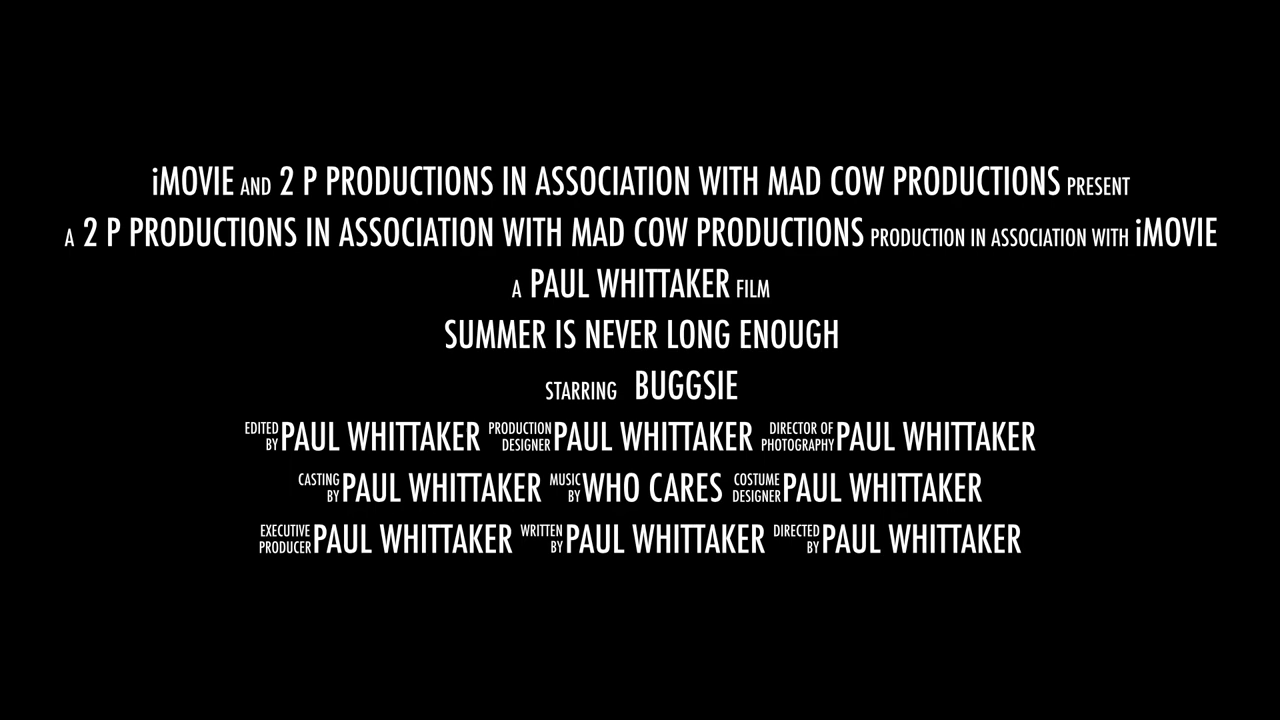 iMOVIE AND 2 P PRODUCTIONS IN ASSOCIATION WITH MAD COW PRODUCTIONS PRESENT
A 2 P PRODUCTIONS IN ASSOCIATION WITH MAD COW PRODUCTIONS PRODUCTION IN ASSOCIATION WITH iMOVIE
A PAUL WHITTAKER FILM
SUMMER IS NEVER LONG ENOUGH
STARRING BUGGSIE
EDITED BY PAUL WHITTAKER PRODUCTION DESIGNER PAUL WHITTAKER DIRECTOR OF PHOTOGRAPHY PAUL WHITTAKER
CASTING BY PAUL WHITTAKER MUSIC BY WHO CARES COSTUME DESIGNER PAUL WHITTAKER
EXECUTIVE PRODUCER PAUL WHITTAKER WRITTEN BY PAUL WHITTAKER DIRECTED BY PAUL WHITTAKER